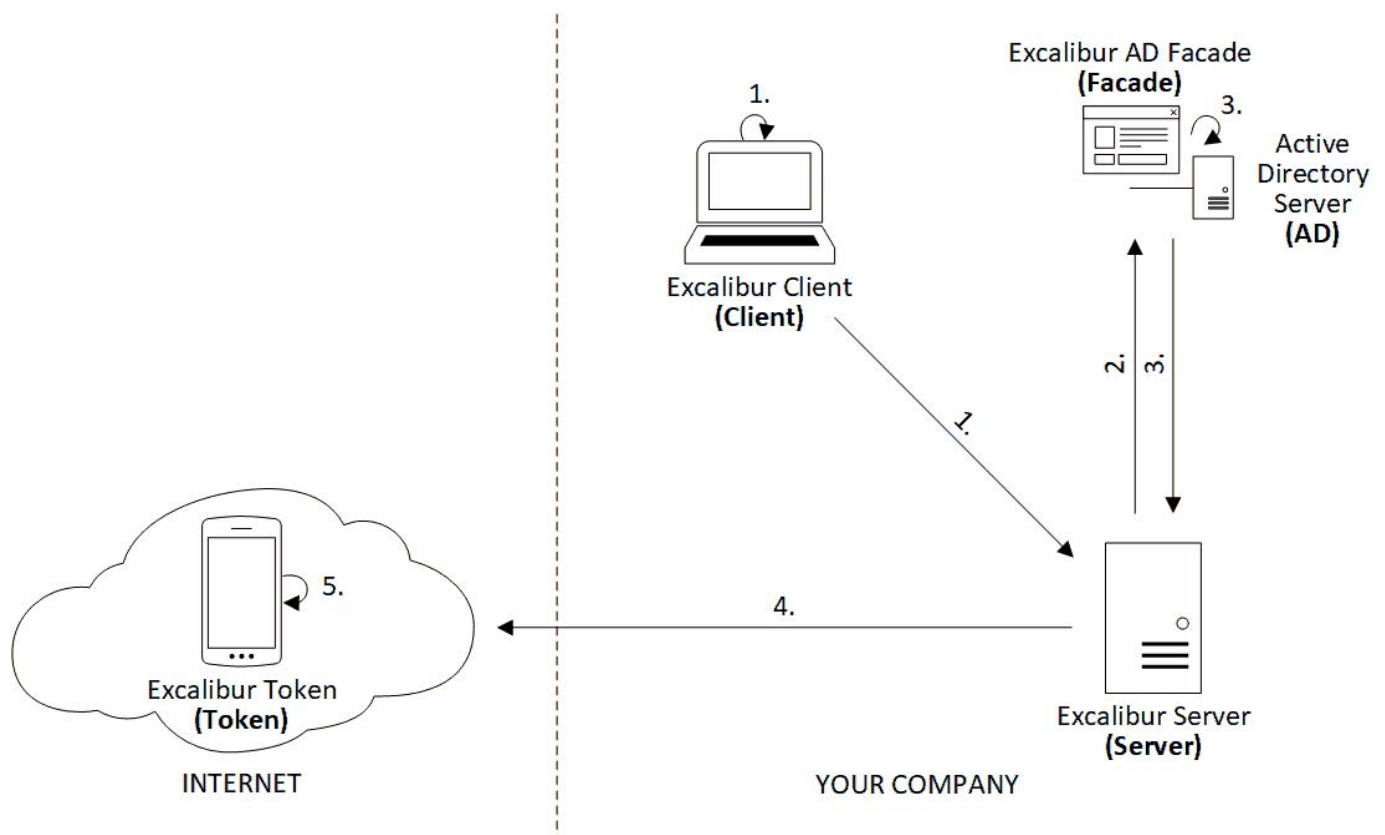 Excalibur AD Facade
(Facade)
1.
3.
Active
Directory
Server
(AD)
Excalibur Client
(Client)
2.
3.
1.
5.
4.
Excalibur Token
(Token)
Excalibur Server
(Server)
INTERNET
YOUR COMPANY